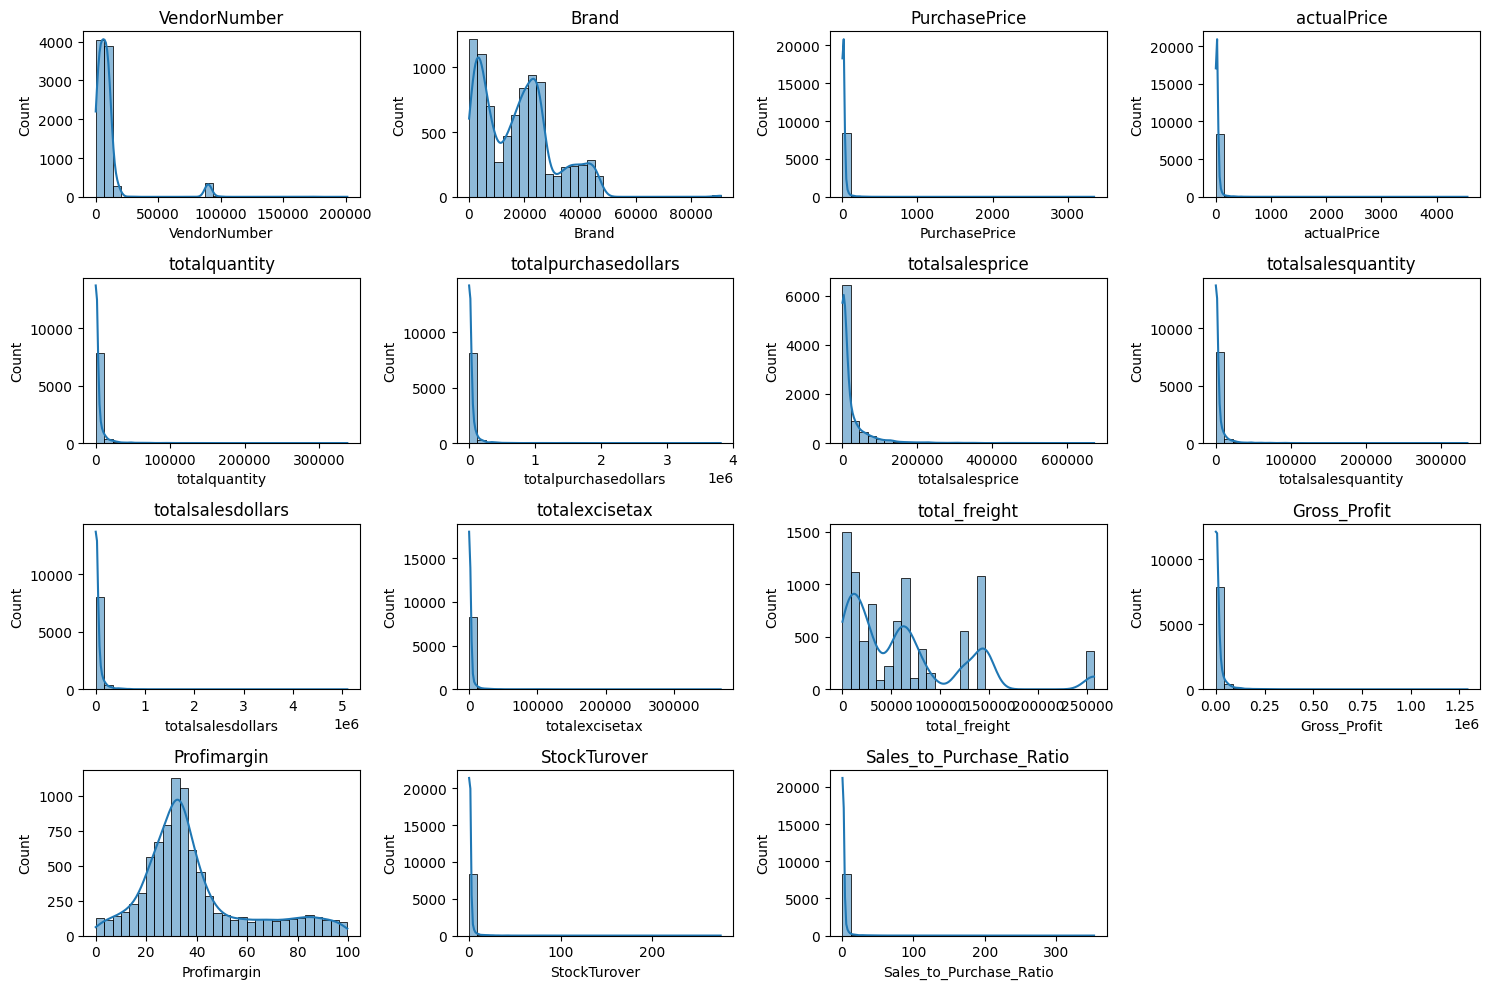 VendorNumber
4000
3000
2000
1000
0
Count
0 50000 100000 150000 200000
VendorNumber
Brand
1000
500
0
Count
0 20000 40000 60000 80000
Brand
PurchasePrice
20000
15000
10000
5000
0
Count
0 1000 2000 3000
PurchasePrice
actualPrice
20000
15000
10000
5000
0
Count
0 1000 2000 3000 4000
actualPrice
totalquantity
10000
5000
0
Count
0 100000 200000 300000
totalquantity
totalpurchasedollars
10000
5000
0
Count
0 1 2 3 4
1e6
totalpurchasedollars
totalsalesprice
6000
4000
2000
0
Count
0 200000 400000 600000
totalsalesprice
totalsalesquantity
10000
5000
0
Count
0 100000 200000 300000
totalsalesquantity
totalsalesdollars
10000
5000
0
Count
0 1 2 3 4 5
1e6
totalsalesdollars
totalexcisetax
15000
10000
5000
0
Count
0 100000 200000 300000
totalexcisetax
total_freight
1500
1000
500
0
Count
0 50000 100000 150000 200000 250000
total_freight
Gross_Profit
10000
5000
0
Count
0.00 0.25 0.50 0.75 1.00 1.25
1e6
Gross_Profit
Profimargin
1000
750
500
250
0
Count
0 20 40 60 80 100
Profimargin
StockTurover
20000
15000
10000
5000
0
Count
0 100 200
StockTurover
Sales_to_Purchase_Ratio
20000
15000
10000
5000
0
Count
0 100 200 300
Sales_to_Purchase_Ratio